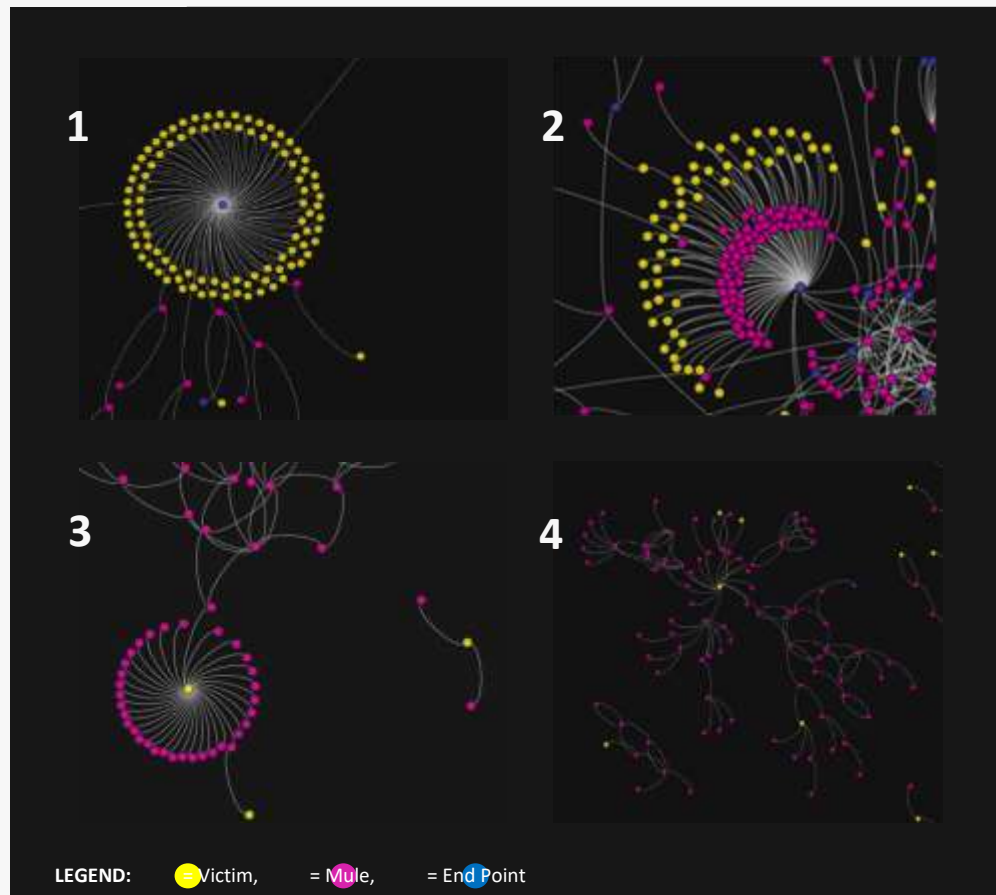 1
2
3
4
LEGEND: = Victim, = Mule, = End Point